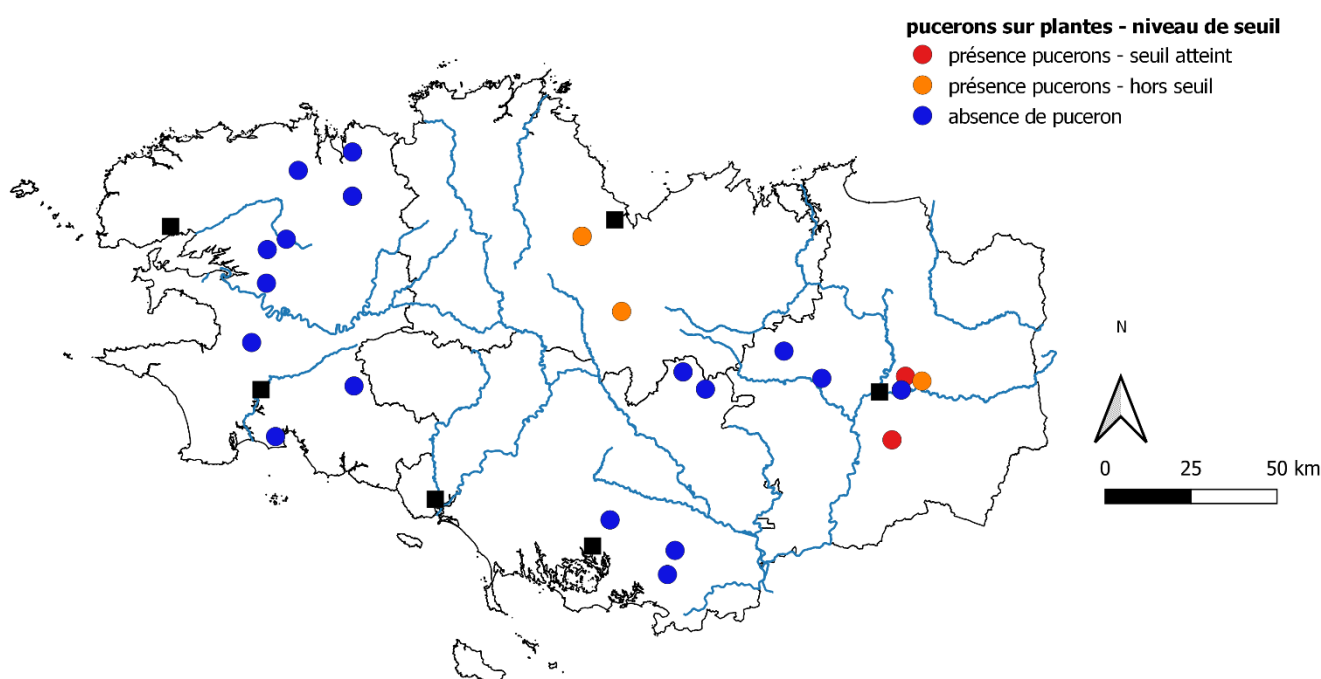 pucerons sur plantes - niveau de seuil
présence pucerons - seuil atteint
présence pucerons - hors seuil
absence de puceron
N
0 25 50 km